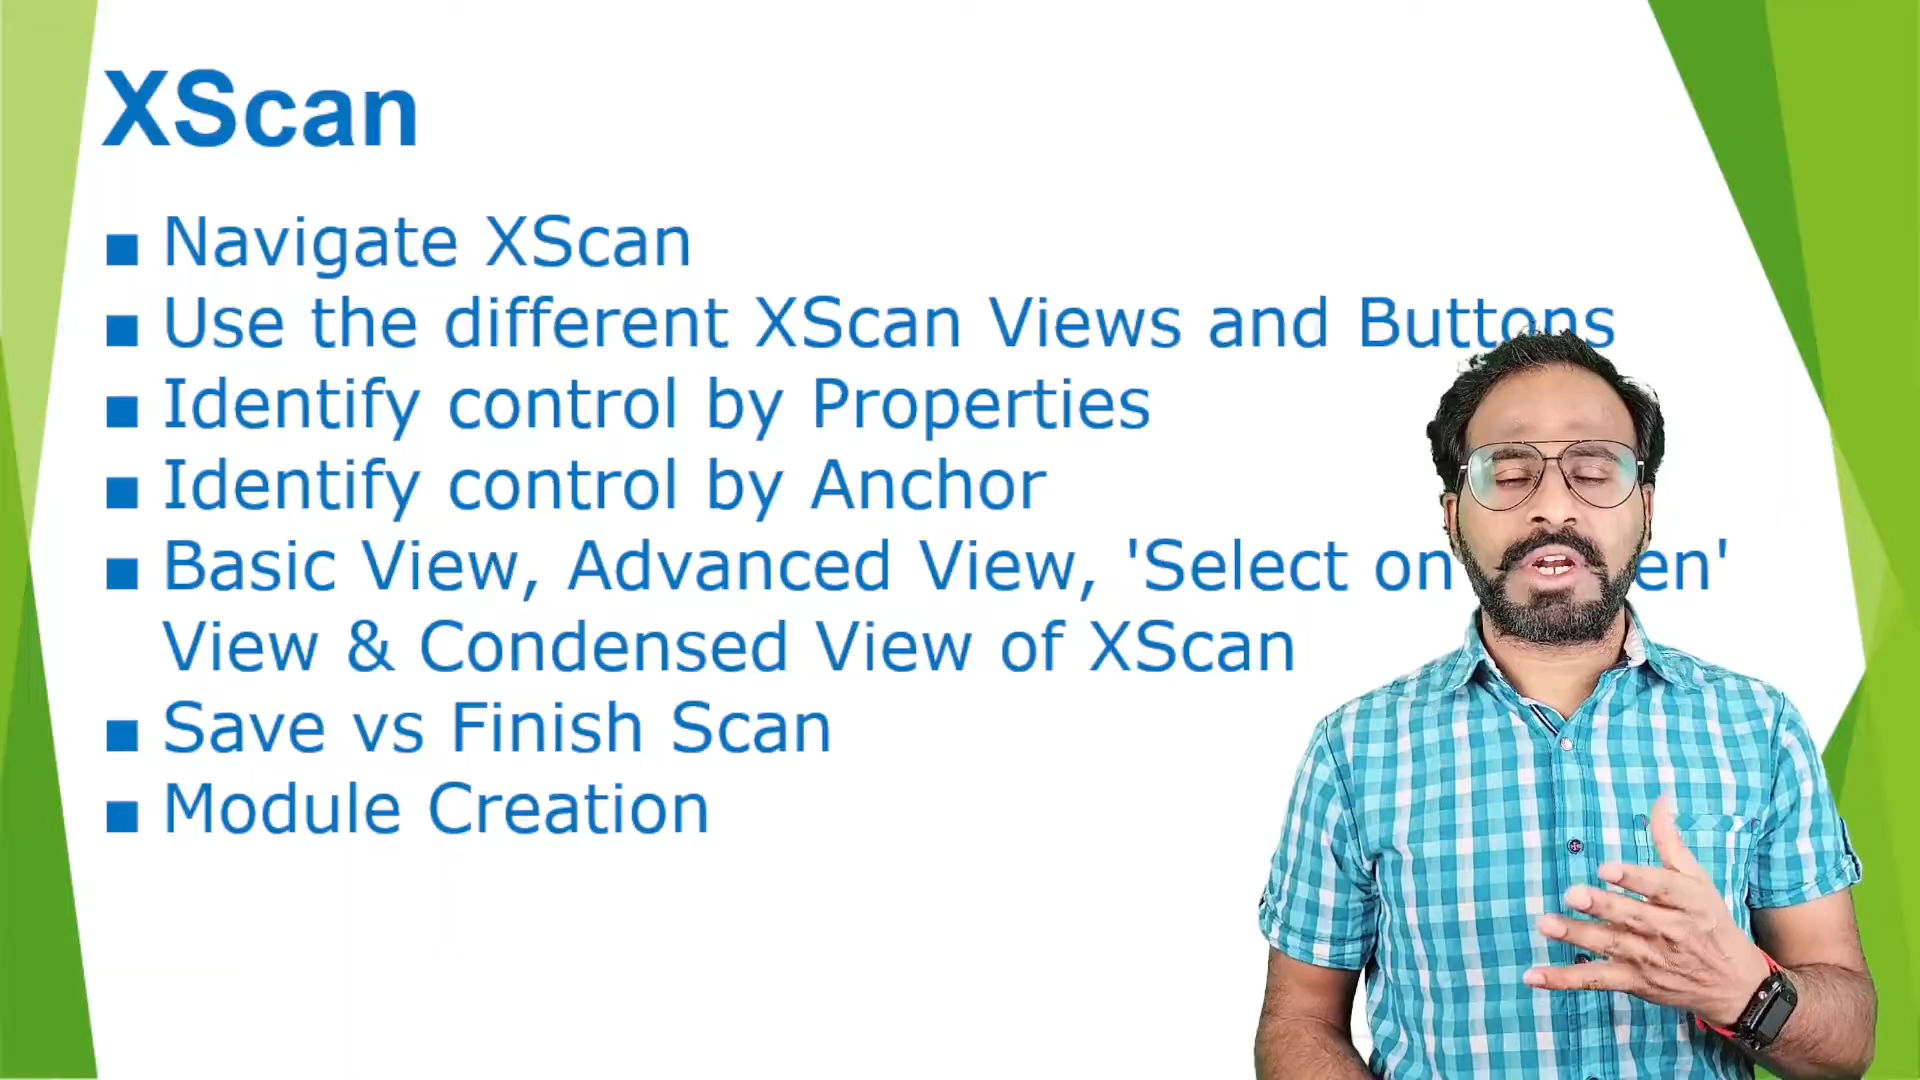 XScan
Navigate XScan
Use the different XScan Views and Buttons
Identify control by Properties
Identify control by Anchor
Basic View, Advanced View, 'Select on
View & Condensed View of XScan
Save vs Finish Scan
Module Creation